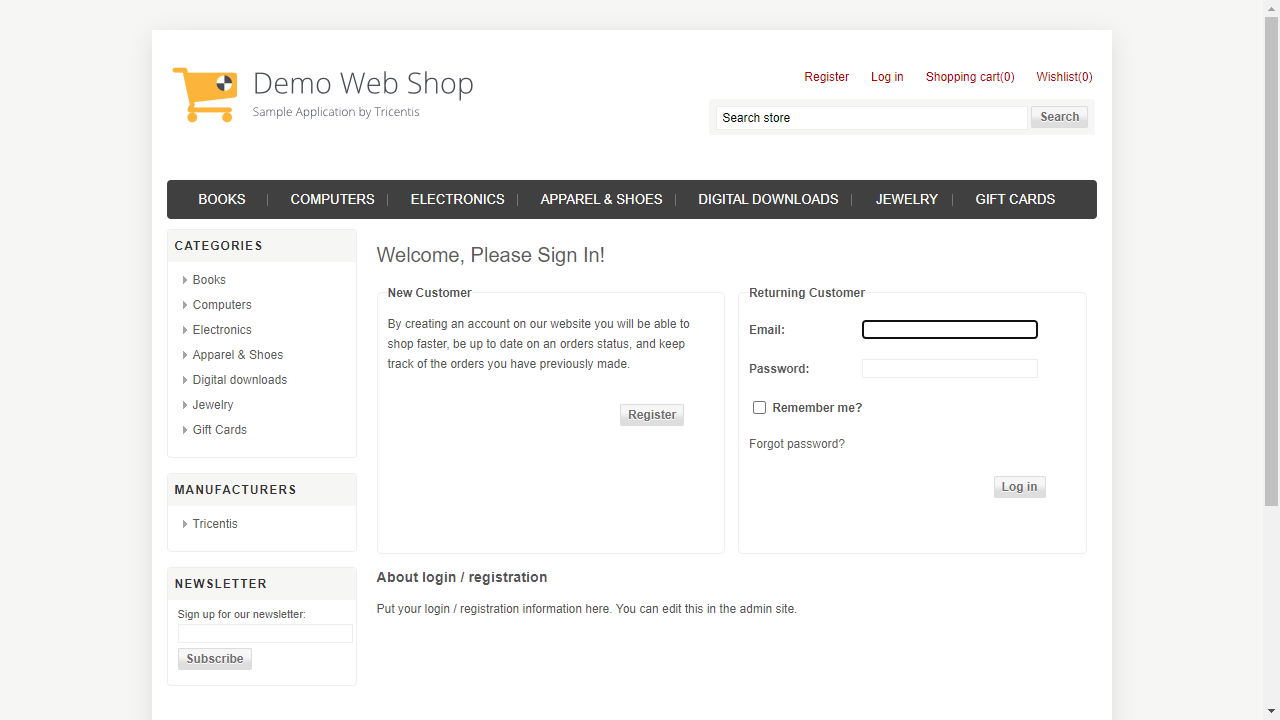 Demo Web Shop
Sample Application by Tricentis
Register Log in Shopping cart(0) Wishlist(0)
Search store Search
BOOKS COMPUTERS ELECTRONICS APPAREL & SHOES DIGITAL DOWNLOADS JEWELRY GIFT CARDS
CATEGORIES
Books
Computers
Electronics
Apparel & Shoes
Digital downloads
Jewelry
Gift Cards
MANUFACTURERS
Tricentis
NEWSLETTER
Sign up for our newsletter:
Subscribe
Welcome, Please Sign In!
New Customer
By creating an account on our website you will be able to
shop faster, be up to date on an orders status, and keep
track of the orders you have previously made.
Register
Returning Customer
Email:
Password:
Remember me?
Forgot password?
Log in
About login / registration
Put your login / registration information here. You can edit this in the admin site.